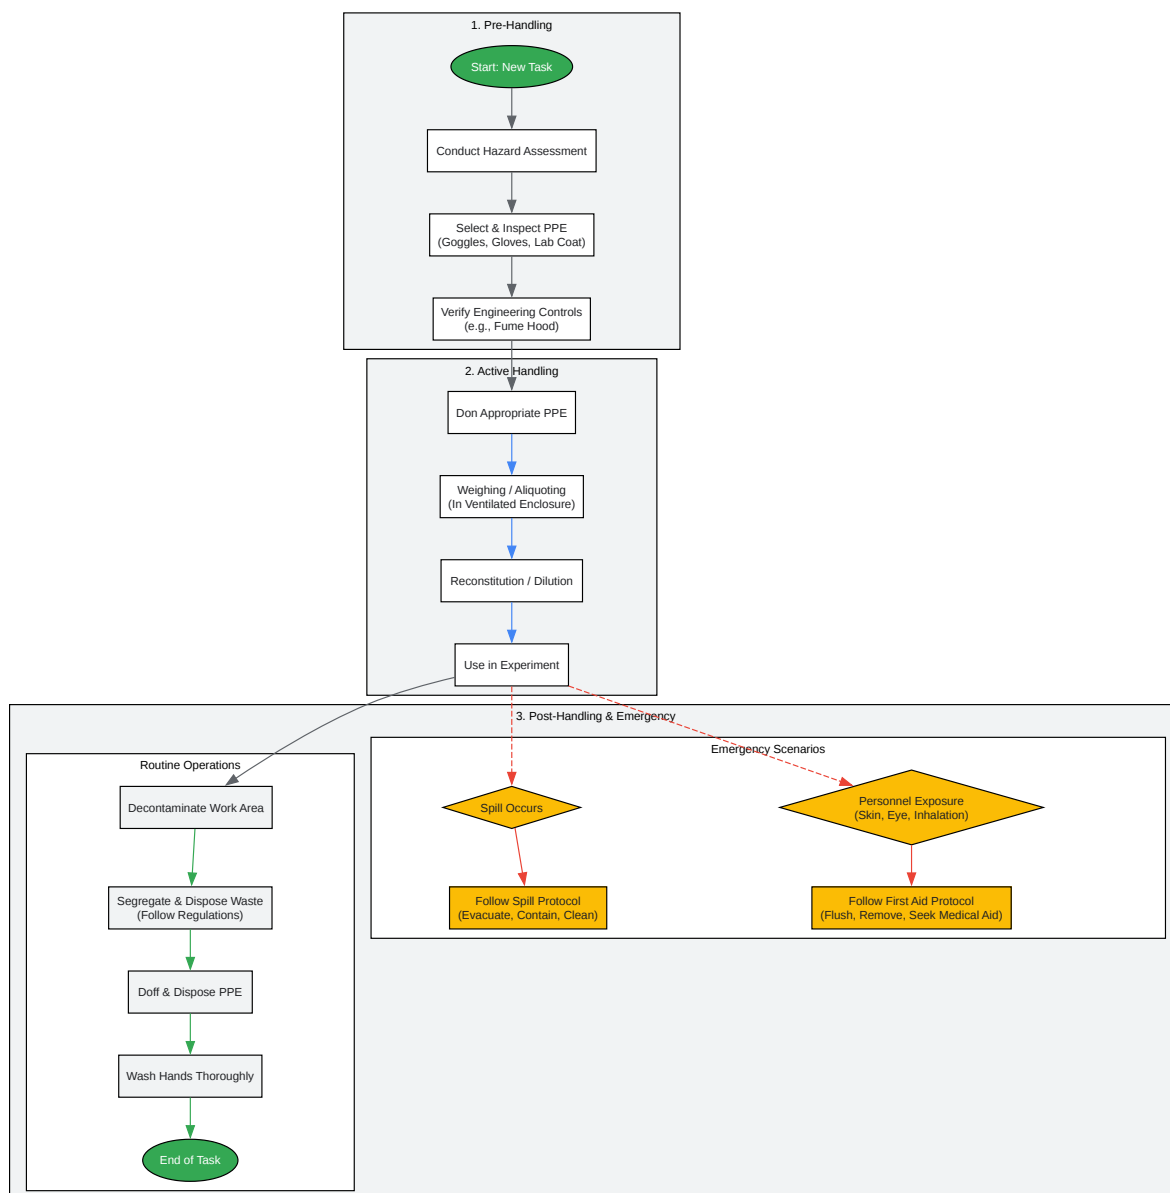 1. Pre-Handling
Start: New Task
Conduct Hazard Assessment
Select & Inspect PPE
(Goggles, Gloves, Lab Coat)
Verify Engineering Controls
(e.g., Fume Hood)
2. Active Handling
Don Appropriate PPE
Weighing / Aliquoting
(In Ventilated Enclosure)
Reconstitution / Dilution
Use in Experiment
3. Post-Handling & Emergency
Routine Operations
Decontaminate Work Area
Segregate & Dispose Waste
(Follow Regulations)
Doff & Dispose PPE
Wash Hands Thoroughly
End of Task
Emergency Scenarios
Spill Occurs
Follow Spill Protocol
(Evacuate, Contain, Clean)
Personnel Exposure
(Skin, Eye, Inhalation)
Follow First Aid Protocol
(Flush, Remove, Seek Medical Aid)